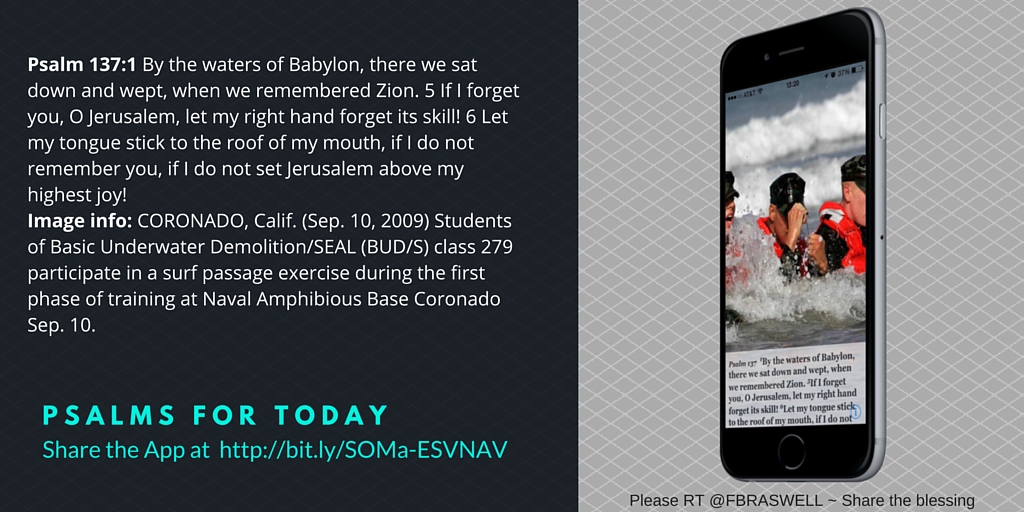 Psalm 137:1 By the waters of Babylon, there we sat
down and wept, when we remembered Zion. 5 If I forget
you, O Jerusalem, let my right hand forget its skill! 6 Let
my tongue stick to the roof of my mouth, if I do not
remember you, if I do not set Jerusalem above my
highest joy!
Image info: CORONADO, Calif. (Sep. 10, 2009) Students
of Basic Underwater Demolition/SEAL (BUD/S) class 279
participate in a surf passage exercise during the first
phase of training at Naval Amphibious Base Coronado
Sep. 10.
PSALMS FOR TODAY
Share the App at http://bit.ly/SOMa-ESVNAV
AT&T 15:20 37%
Psalm 137 1By the waters of Babylon,
there we sat down and wept, when
we remembered Zion. 5If I forget
you, O Jerusalem, let my right hand
forget its skill! 6Let my tongue stick
to the roof of my mouth, if I do not
Please RT @FBRASWELL ~ Share the blessing